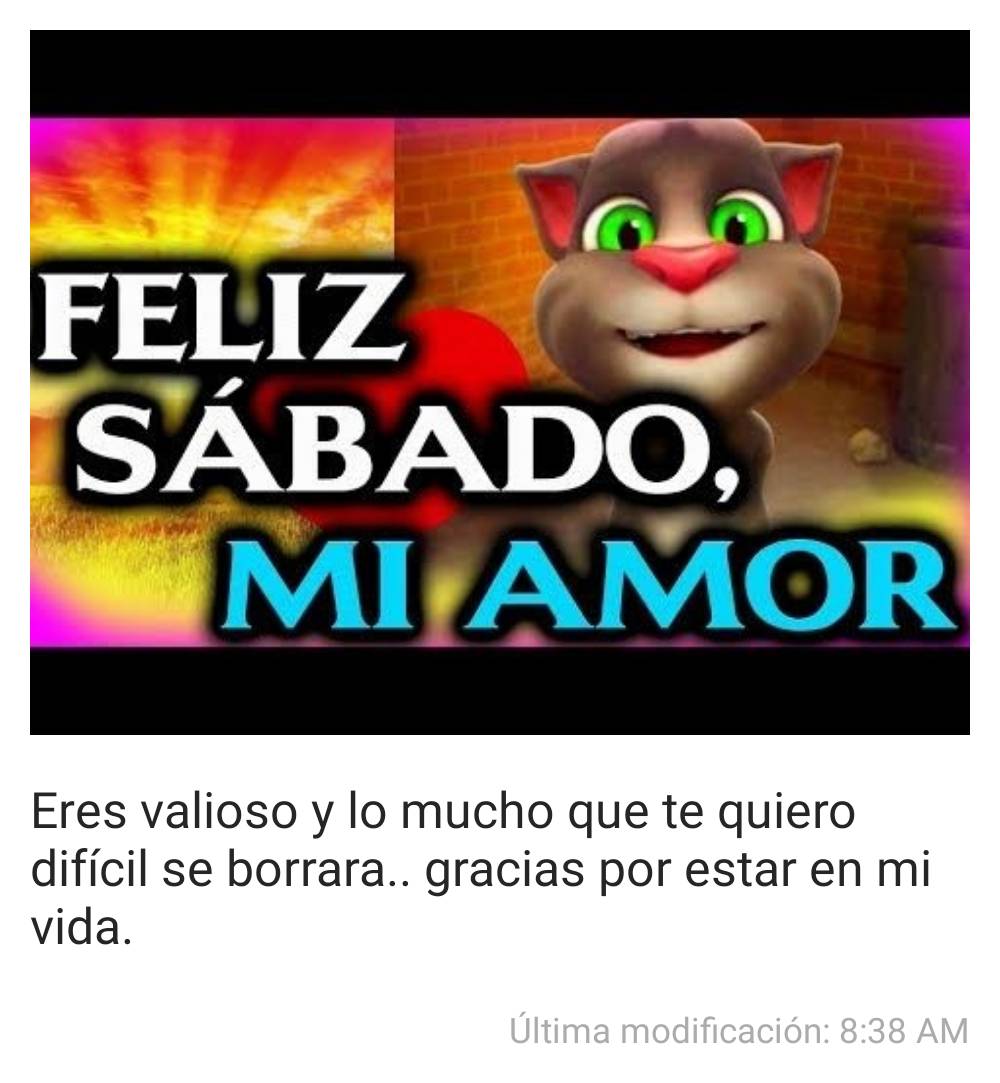 FELIZ
SÁBADO,
MI AMOR
Eres valioso y lo mucho que te quiero
difícil se borrara.. gracias por estar en mi
vida.
Última modificación: 8:38 AM